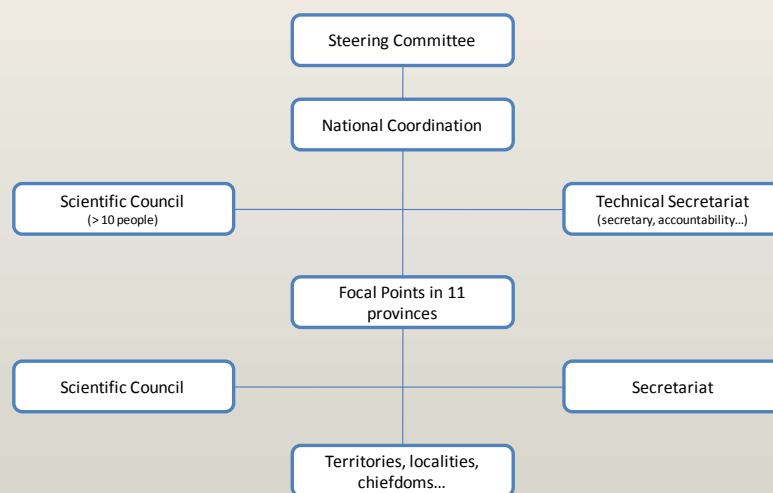 Steering Committee
National Coordination
Scientific Council
(> 10 people)
Technical Secretariat
(secretary, accountability...)
Focal Points in 11
provinces
Scientific Council
Secretariat
Territories, localities,
chiefdoms...